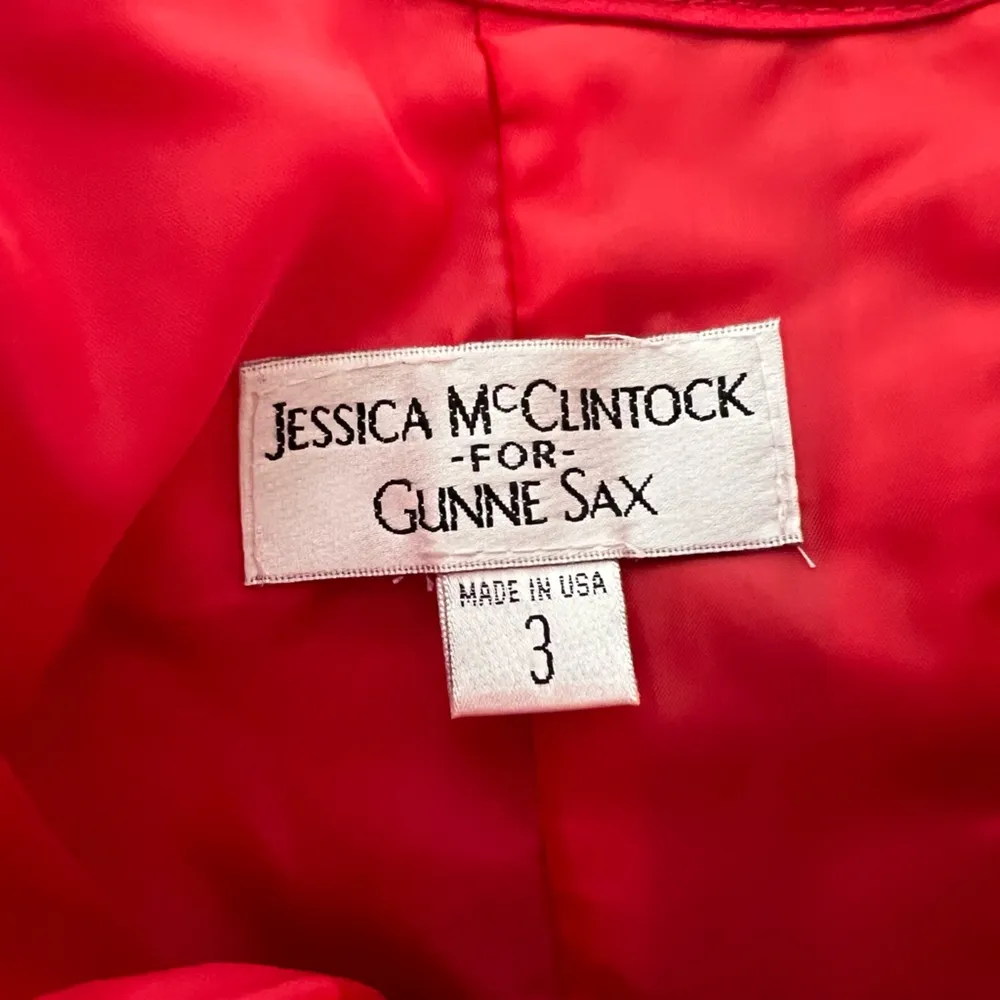 JESSICA McCLINTOCK
-FOR-
GUNNE SAX
MADE IN USA
3